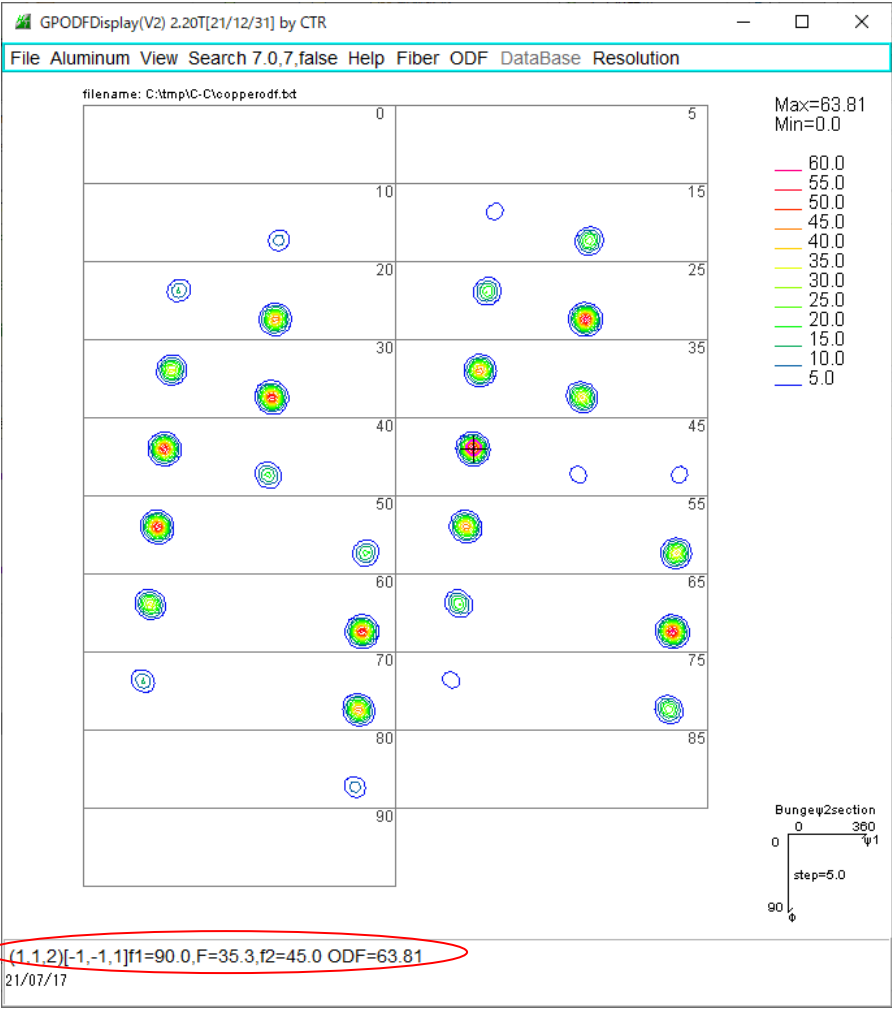 GPODFDisplay(V2) 2.20T[21/12/31] by CTR
File Aluminum View Search 7.0,7,false Help Fiber ODF DataBase Resolution
filename: C:\tmp\C-C\copperodf.txt
0 5
10 15
20 25
30 35
40 45
50 55
60 65
70 75
80 85
90
Max=63.81
Min=0.0
60.0
55.0
50.0
45.0
40.0
35.0
30.0
25.0
20.0
15.0
10.0
5.0
Bungeψ2section
0 360
0 ψ1
step=5.0
90
Φ
(1,1,2)[-1,-1,1]f1=90.0,F=35.3,f2=45.0 ODF=63.81
21/07/17